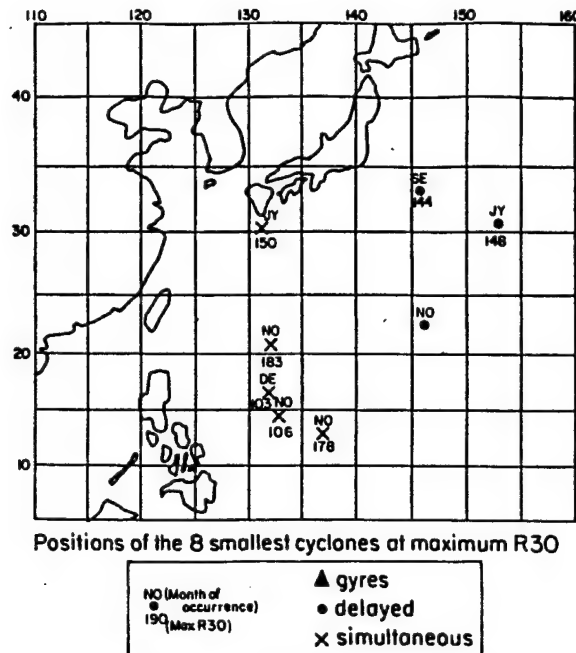 110 120 130 140 150 160
40
SE
144
JY
148
JY
150
30
NO
NO
183
20
DE
103 NO
106
NO
178
10
Positions of the 8 smallest cyclones at maximum R30
NO (Month of
occurrence)
190 (Max R30)
gyres
delayed
simultaneous